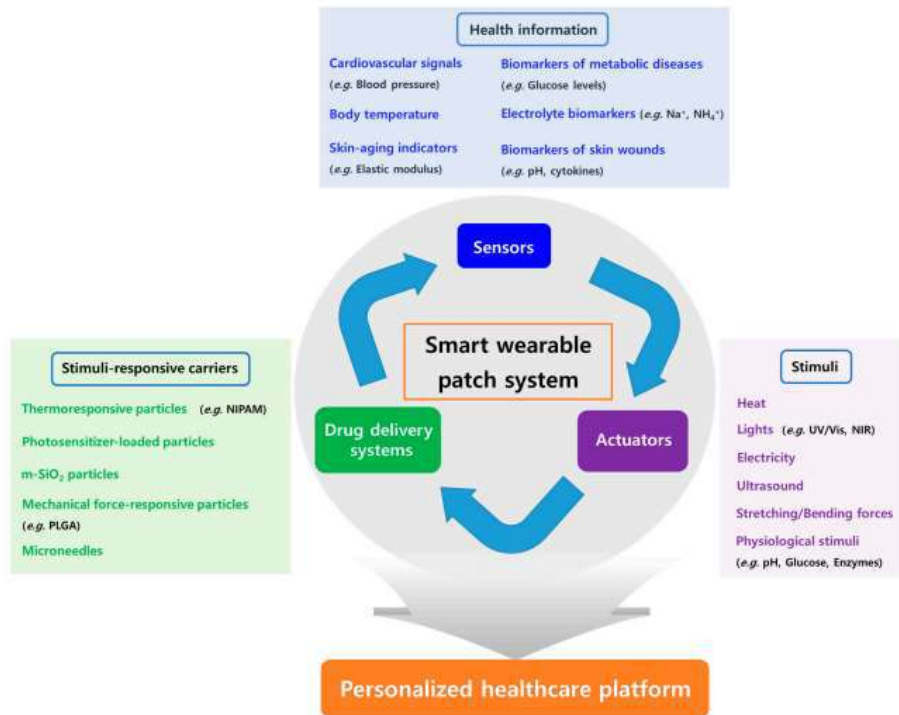 Health information
Cardiovascular signals
(e.g. Blood pressure)
Body temperature
Skin-aging indicators
(e.g. Elastic modulus)
Biomarkers of metabolic diseases
(e.g. Glucose levels)
Electrolyte biomarkers (e.g. Na⁺, NH₄⁺)
Biomarkers of skin wounds
(e.g. pH, cytokines)
Sensors
Smart wearable
patch system
Drug delivery
systems
Actuators
Stimuli-responsive carriers
Thermoresponsive particles (e.g. NIPAM)
Photosensitizer-loaded particles
m-SiO₂ particles
Mechanical force-responsive particles
(e.g. PLGA)
Microneedles
Stimuli
Heat
Lights (e.g. UV/Vis, NIR)
Electricity
Ultrasound
Stretching/Bending forces
Physiological stimuli
(e.g. pH, Glucose, Enzymes)
Personalized healthcare platform